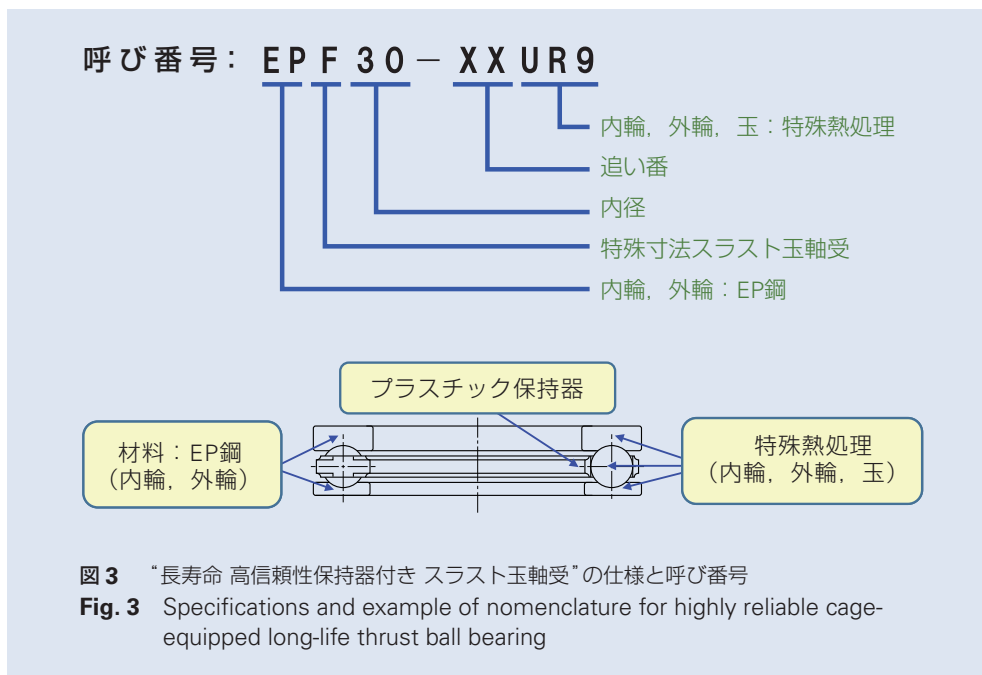 呼び番号： EPF30－XXUR9
内輪，外輪，玉：特殊熱処理
追い番
内径
特殊寸法スラスト玉軸受
内輪，外輪：EP鋼
プラスチック保持器
材料：EP鋼
（内輪，外輪）
特殊熱処理
（内輪，外輪，玉）
図3 “長寿命 高信頼性保持器付き スラスト玉軸受”の仕様と呼び番号
Fig. 3 Specifications and example of nomenclature for highly reliable cage-
equipped long-life thrust ball bearing